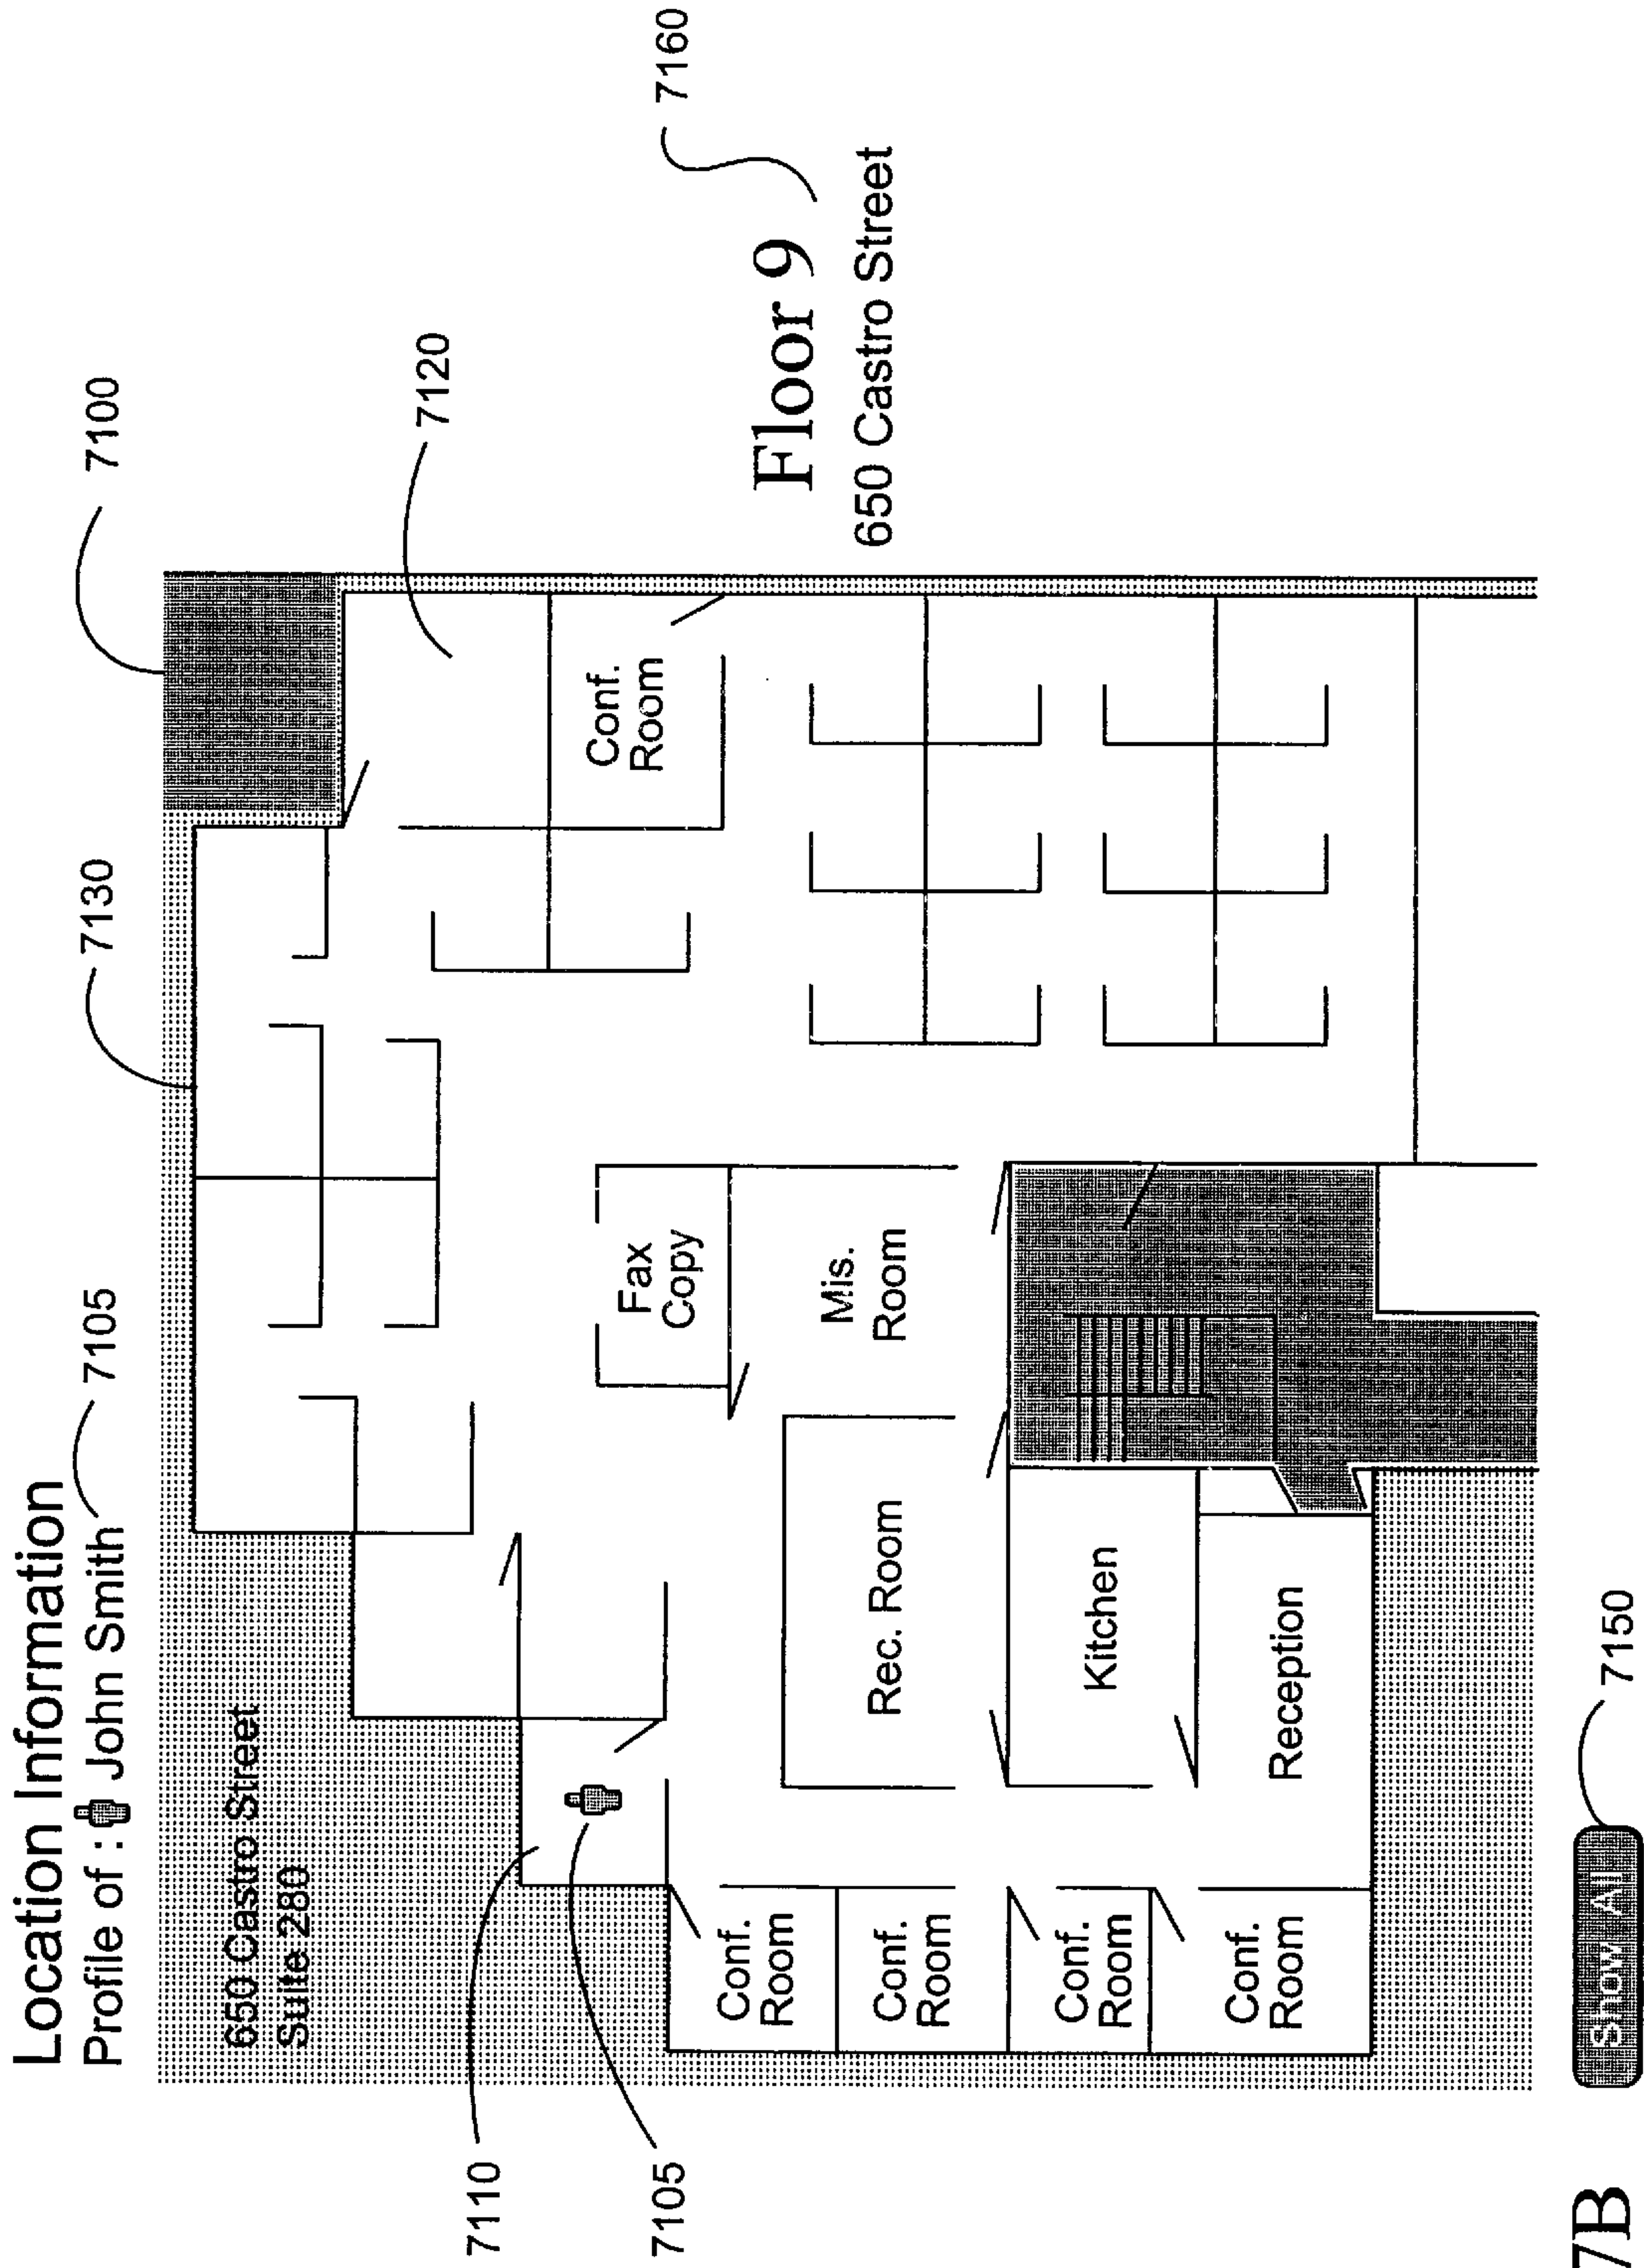 Location Information
Profile of : John Smith
7105
7130
7100
650 Castro Street
Suite 280
7120
7160
7110
7105
Floor 9
650 Castro Street
Conf.
Room
Fax
Copy
Mis.
Room
Rec. Room
Kitchen
Reception
Conf.
Room
Conf.
Room
Conf.
Room
Conf.
Room
Show All
7150
7B